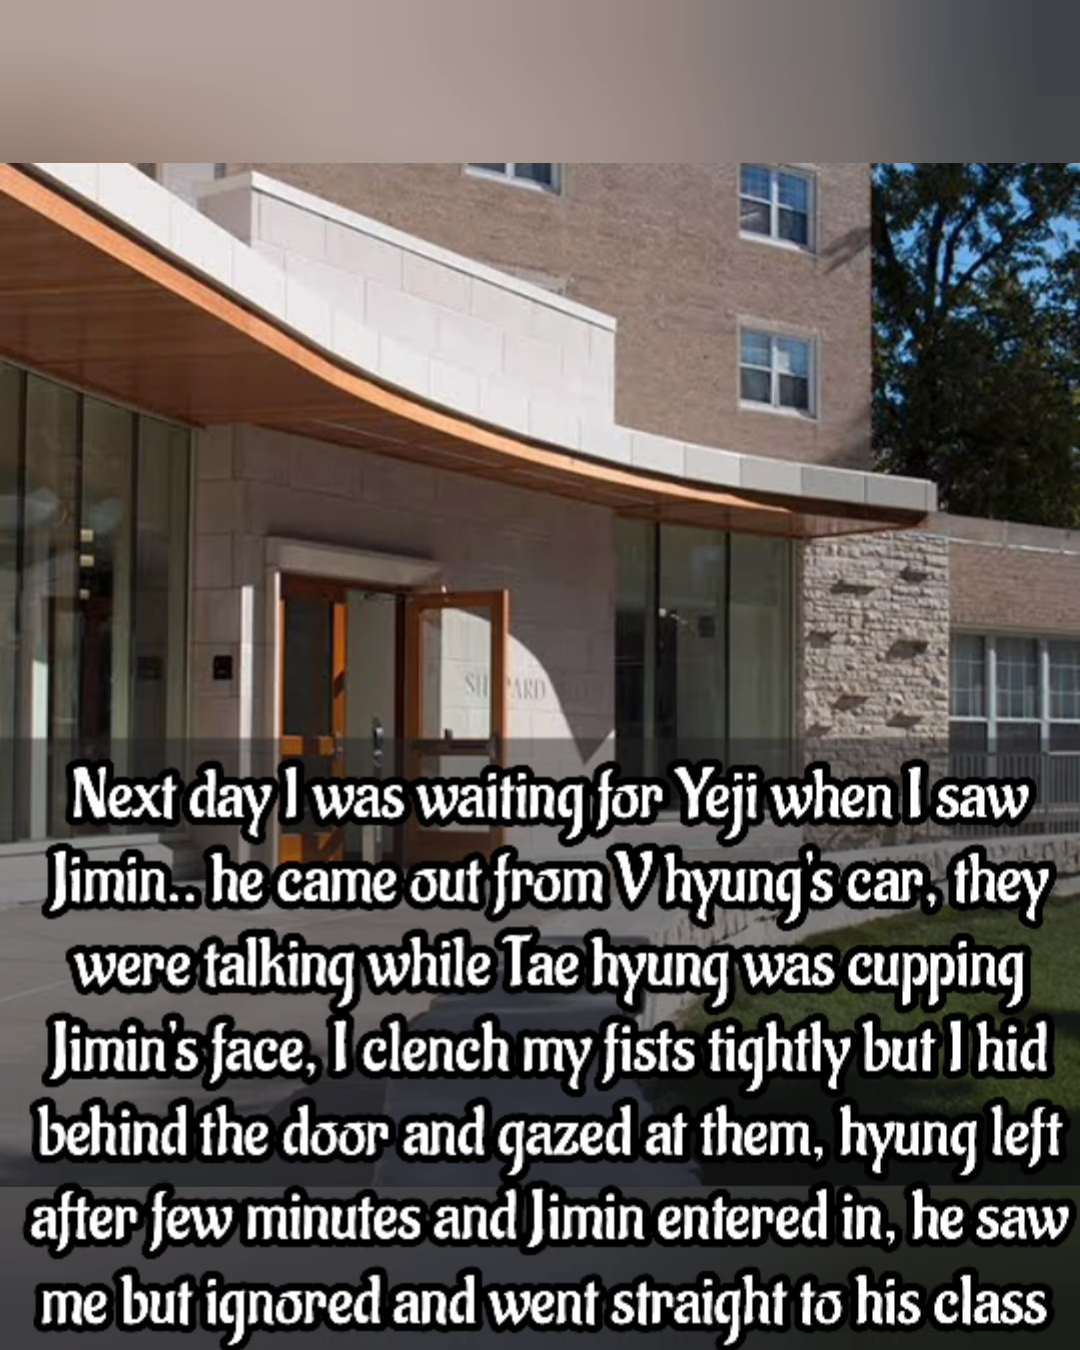 Next day I was waiting for Yeji when I saw
Jimin.. he came out from V hyung's car, they
were talking while Tae hyung was cupping
Jimin's face, I clench my fists tightly but I hid
behind the door and gazed at them, hyung left
after few minutes and Jimin entered in, he saw
me but ignored and went straight to his class